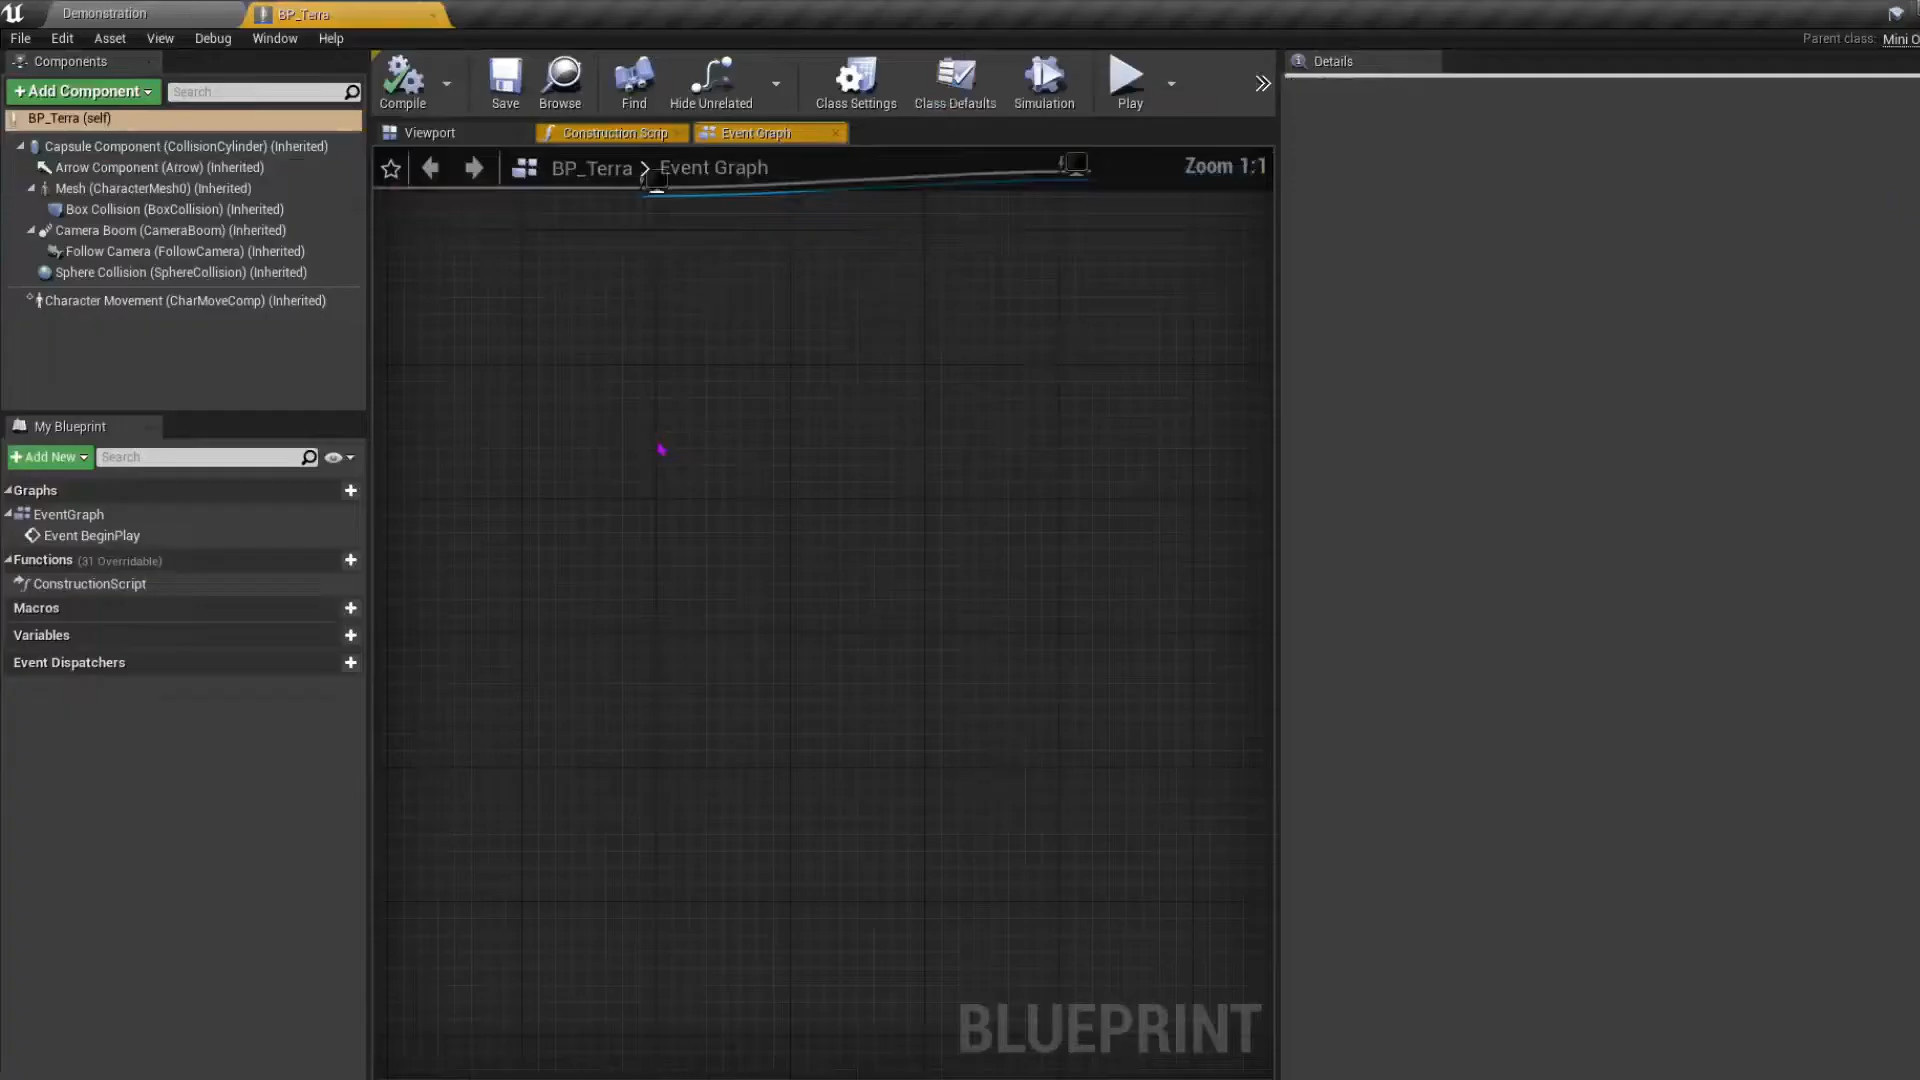 Demonstration
BP_Terra
File Edit Asset View Debug Window Help
Parent class: Mini O
Components
Add Component
Search
BP_Terra (self)
Capsule Component (CollisionCylinder) (Inherited)
Arrow Component (Arrow) (Inherited)
Mesh (CharacterMesh0) (Inherited)
Box Collision (BoxCollision) (Inherited)
Camera Boom (CameraBoom) (Inherited)
Follow Camera (FollowCamera) (Inherited)
Sphere Collision (SphereCollision) (Inherited)
Character Movement (CharMoveComp) (Inherited)
My Blueprint
Add New
Search
Graphs
EventGraph
Event BeginPlay
Functions (31 Overridable)
ConstructionScript
Macros
Variables
Event Dispatchers
Compile Save Browse Find Hide Unrelated Class Settings Class Defaults Simulation Play
Viewport Construction Scrip Event Graph
BP_Terra > Event Graph
Zoom 1:1
BLUEPRINT
Details